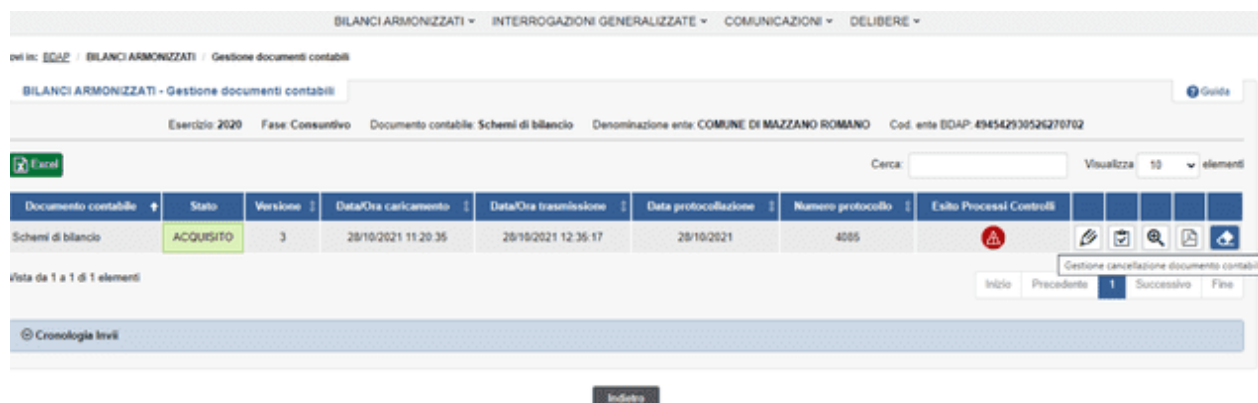 BILANCI ARMONIZZATI INTERROGAZIONI GENERALIZZATE COMUNICAZIONI DELIBERE
ovi in: BDAP / BILANCI ARMONIZZATI / Gestione documenti contabili
BILANCI ARMONIZZATI - Gestione documenti contabili Guida
Esercizio: 2020 Fase: Consuntivo Documento contabile: Schemi di bilancio Denominazione ente: COMUNE DI MAZZANO ROMANO Cod. ente BDAP: 494542930526270702
Excel Cerca: Visualizza 10 elementi
Documento contabile Stato Versione Data/Ora caricamento Data/Ora trasmissione Data protocollazione Numero protocollo Esito Processi Controlli
Schemi di bilancio ACQUISITO 3 28/10/2021 11:20:35 28/10/2021 12:35:17 28/10/2021 4085
Gestione cancellazione documento contabil
Vista da 1 a 1 di 1 elementi Inizio Precedente 1 Successivo Fine
Cronologia Invii
Indietro